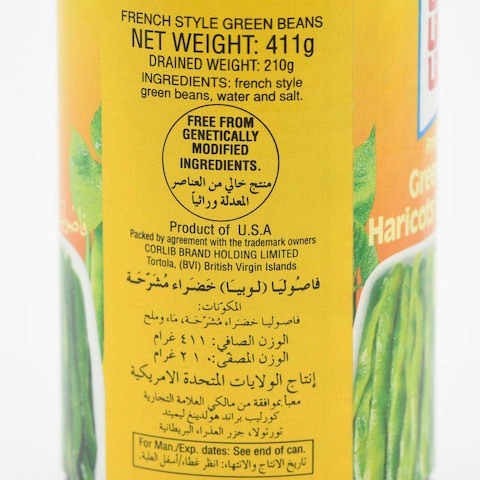 FRENCH STYLE GREEN BEANS
NET WEIGHT: 411g
DRAINED WEIGHT: 210g
INGREDIENTS: french style
green beans, water and salt.
FREE FROM
GENETICALLY
MODIFIED
INGREDIENTS.
منتج خالي من العناصر
المعدلة وراثياً
Product of U.S.A
Packed by agreement with the trademark owners
CORLIB BRAND HOLDING LIMITED
Tortola, (BVI) British Virgin Islands
فاصوليا (لوبيا) خضراء مشرّحة
المكوّنات:
فاصوليا خضراء مشرّحة، ماء وملح
الوزن الصافي: ٤١١ غرام
الوزن المصفّى: ٢١٠ غرام
إنتاج الولايات المتحدة الامريكية
معبأ بموافقة من مالكي العلامة التجارية
كورليب براند هولدينغ ليميتد
تورتولا، جزر العذراء البريطانية
For Man./Exp. dates: See end of can.
تاريخ الانتاج والانتهاء: انظر غطاء/أسفل العلبة.
Gree
Haricots